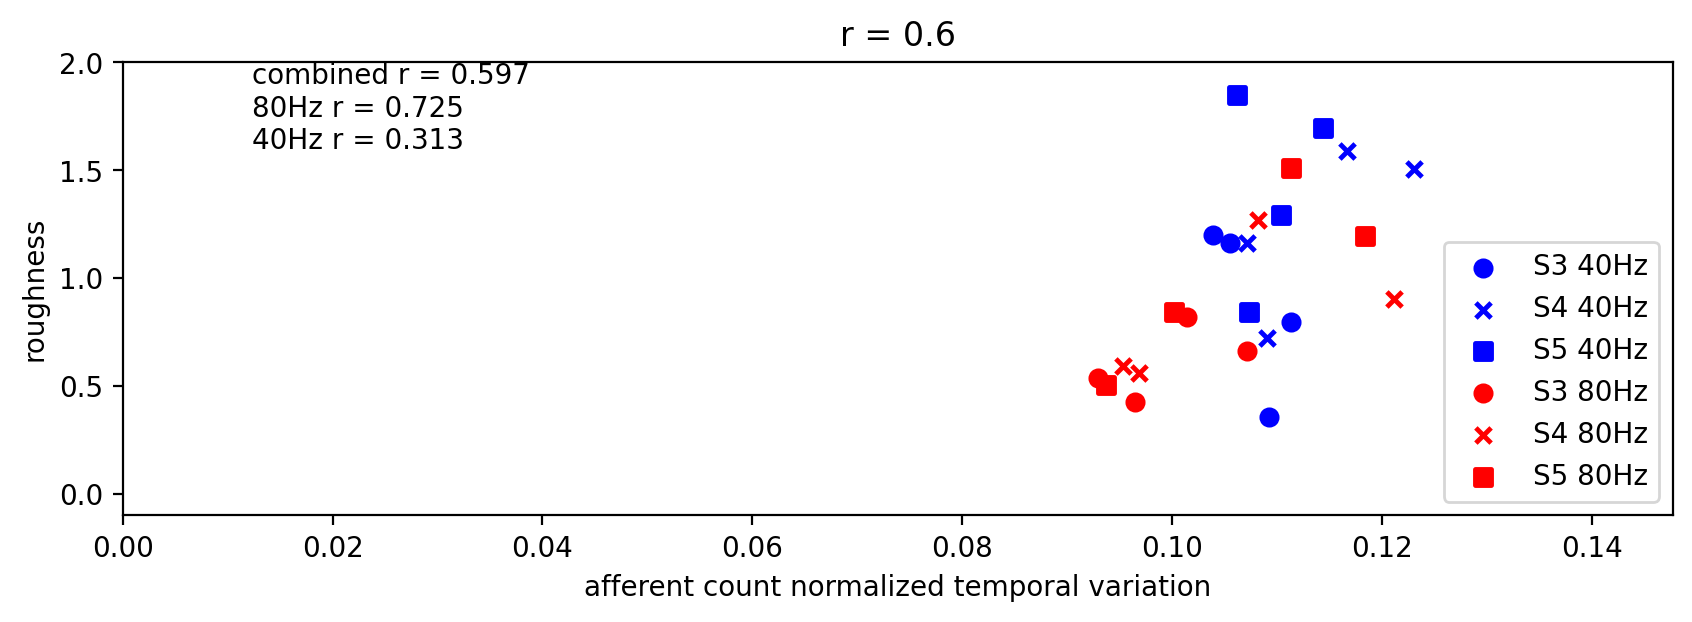 r = 0.6
combined r = 0.597
80Hz r = 0.725
40Hz r = 0.313
2.0
1.5
1.0
0.5
0.0
roughness
S3 40Hz
S4 40Hz
S5 40Hz
S3 80Hz
S4 80Hz
S5 80Hz
0.00 0.02 0.04 0.06 0.08 0.10 0.12 0.14
afferent count normalized temporal variation